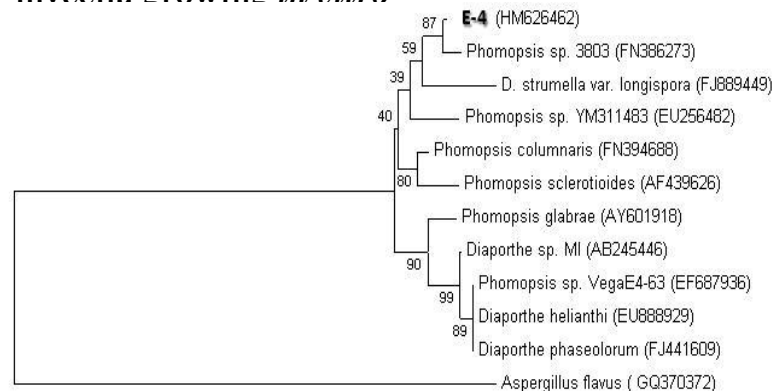 87 E-4 (HM626462)
59 Phomopsis sp. 3803 (FN386273)
39 D. strumella var. longispora (FJ889449)
40 Phomopsis sp. YM311483 (EU256482)
Phomopsis columnaris (FN394688)
80 Phomopsis sclerotioides (AF439626)
Phomopsis glabrae (AY601918)
90 Diaporthe sp. MI (AB245446)
99 Phomopsis sp. VegaE4-63 (EF687936)
Diaporthe helianthi (EU888929)
89 Diaporthe phaseolorum (FJ441609)
Aspergillus flavus ( GQ370372)